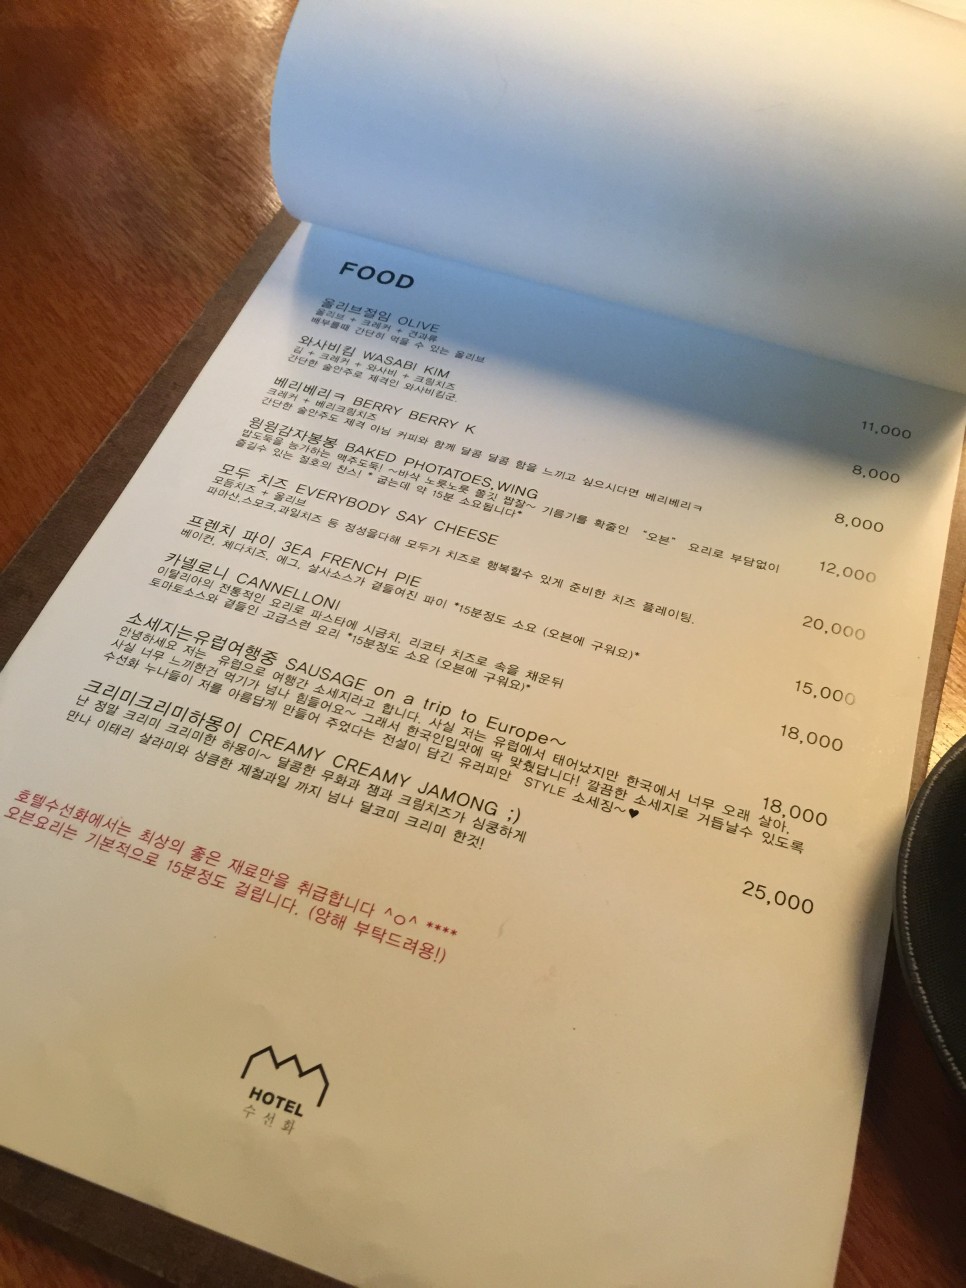 FOOD
올리브절임 OLIVE
올리브 + 크레커 + 견과류
배부를때 간단히 먹을 수 있는 올리브
11,000
와사비킴 WASABI KIM
김 + 크레커 + 와사비 + 크림치즈
간단한 술안주로 제격인 와사비킴군.
8,000
베리베리ㅋ BERRY BERRY K
크레커 + 베리크림치즈
간단한 술안주도 제격 아님 커피와 함께 달콤 달콤 함을 느끼고 싶으시다면 베리베리ㅋ
8,000
윙윙감자봉봉 BAKED PHOTATOES,WING
밥도둑을 능가하는 맥주도둑! ~바삭 노릇노릇 쫄깃 짭잘~ 기름기를 확줄인 "오븐" 요리로 부담없이
즐길수 있는 절호의 찬스! * 굽는데 약 15분 소요됩니다*
12,000
모두 치즈 EVERYBODY SAY CHEESE
모듬치즈 + 올리브
파마산.스모크.과일치즈 등 정성을다해 모두가 치즈로 행복할수 있게 준비한 치즈 플레이팅.
20,000
프렌치 파이 3EA FRENCH PIE
베이컨, 체다치즈, 에그, 살사소스가 곁들여진 파이 *15분정도 소요 (오븐에 구워요)*
15,000
카넬로니 CANNELLONI
이탈리아의 전통적인 요리로 파스타에 시금치, 리코타 치즈로 속을 채운뒤
토마토소스와 곁들인 고급스런 요리 *15분정도 소요 (오븐에 구워요)*
18,000
소세지는유럽여행중 SAUSAGE on a trip to Europe~
안녕하세요 저는 유럽으로 여행간 소세지라고 합니다. 사실 저는 유럽에서 태어났지만 한국에서 너무 오래 살아.
사실 너무 느끼한건 먹기가 넘나 힘들어요~ 그래서 한국인입맛에 딱 맞췄답니다! 깔끔한 소세지로 거듭날수 있도록
수선화 누나들이 저를 아름답게 만들어 주었다는 전설이 담긴 유러피안 STYLE 소세징~♥
18,000
크리미크리미하몽이 CREAMY CREAMY JAMONG ;)
난 정말 크리미 크리미한 하몽이~ 달콤한 무화과 잼과 크림치즈가 심쿵하게
만나 이태리 살라미와 상큼한 제철과일 까지 넘나 달코미 크리미 한것!
25,000
호텔수선화에서는 최상의 좋은 재료만을 취급합니다 ^O^ ****
오븐요리는 기본적으로 15분정도 걸립니다. (양해 부탁드려용!)
HOTEL
수선화